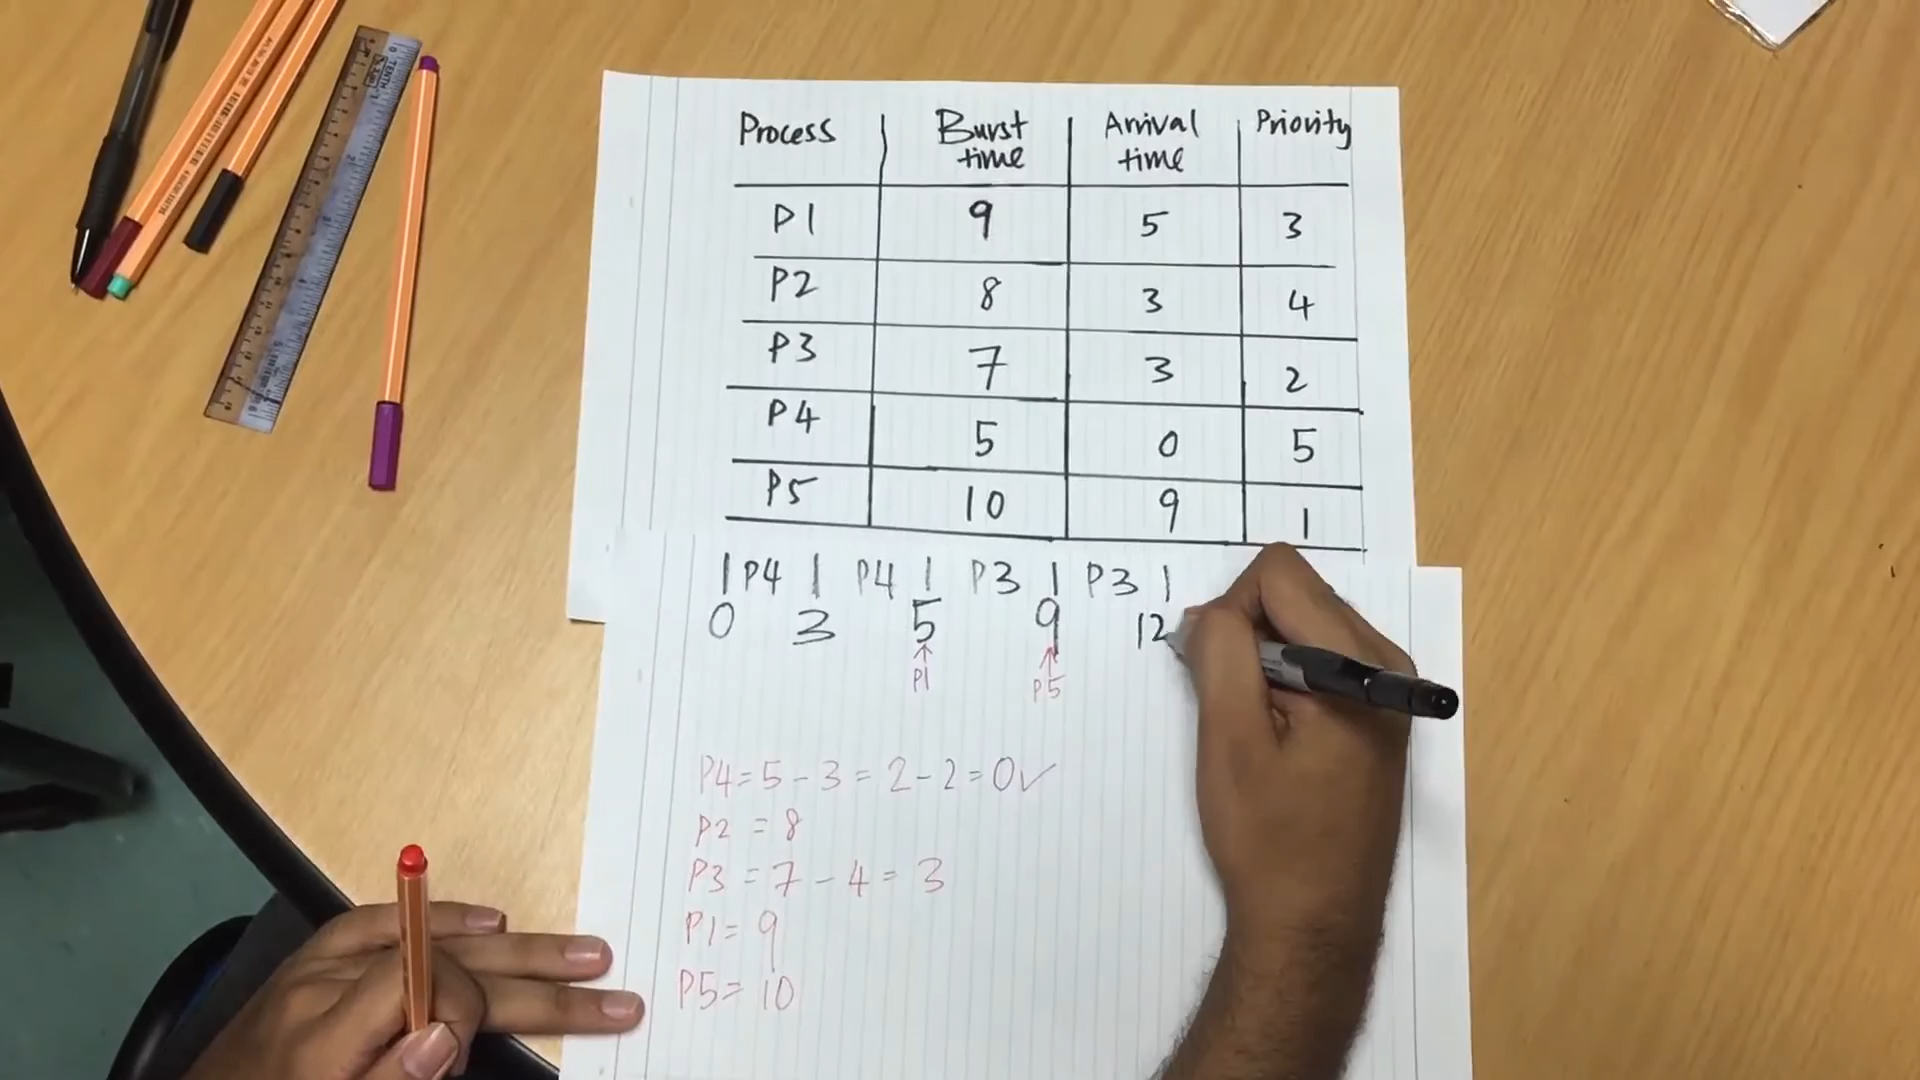 Process Burst time Arrival time Priority
P1 9 5 3
P2 8 3 4
P3 7 3 2
P4 5 0 5
P5 10 9 1
| P4 | P4 | P3 | P3 |
0 3 5 9 12
↑ ↑
P1 P5
P4 = 5 - 3 = 2 - 2 = 0 ✓
P2 = 8
P3 = 7 - 4 = 3
P1 = 9
P5 = 10